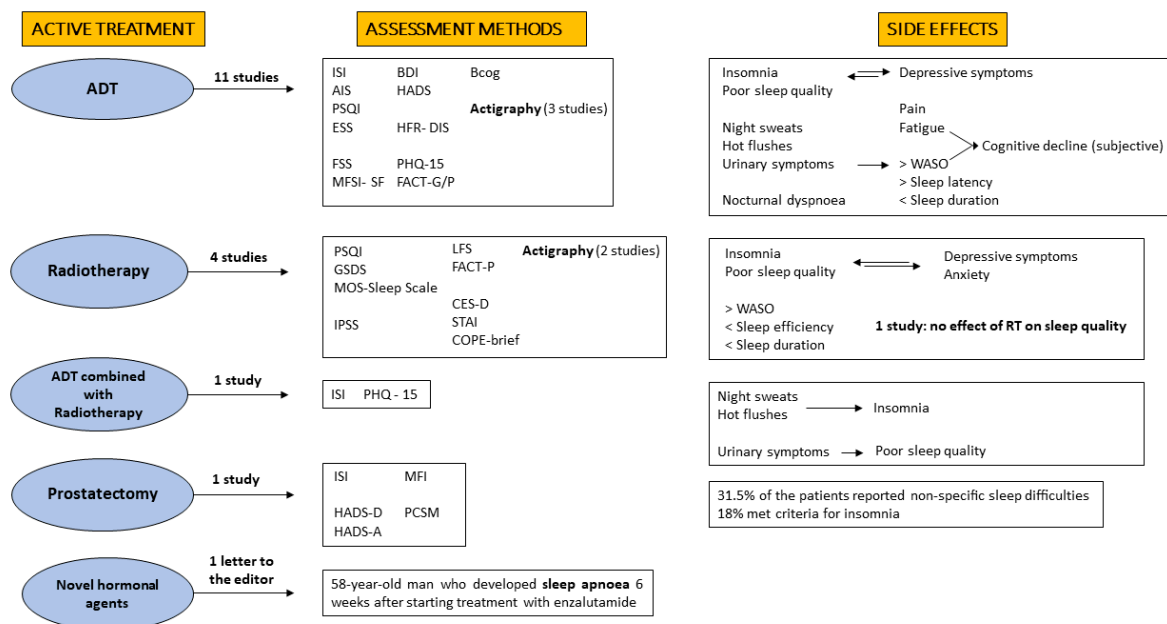 ACTIVE TREATMENT
ASSESSMENT METHODS
SIDE EFFECTS
ADT
11 studies
ISI BDI Bcog
AIS HADS
PSQI Actigraphy (3 studies)
ESS HFR- DIS
FSS PHQ-15
MFSI- SF FACT-G/P
Insomnia Depressive symptoms
Poor sleep quality
Pain
Night sweats Fatigue
Hot flushes Cognitive decline (subjective)
Urinary symptoms > WASO
> Sleep latency
Nocturnal dyspnoea < Sleep duration
Radiotherapy
4 studies
PSQI LFS Actigraphy (2 studies)
GSDS FACT-P
MOS-Sleep Scale
CES-D
IPSS STAI
COPE-brief
Insomnia Depressive symptoms
Poor sleep quality Anxiety
> WASO
< Sleep efficiency 1 study: no effect of RT on sleep quality
< Sleep duration
ADT combined
with
Radiotherapy
1 study
ISI PHQ - 15
Night sweats
Hot flushes Insomnia
Urinary symptoms Poor sleep quality
Prostatectomy
1 study
ISI MFI
HADS-D PCSM
HADS-A
31.5% of the patients reported non-specific sleep difficulties
18% met criteria for insomnia
Novel hormonal
agents
1 letter to
the editor
58-year-old man who developed sleep apnoea 6
weeks after starting treatment with enzalutamide